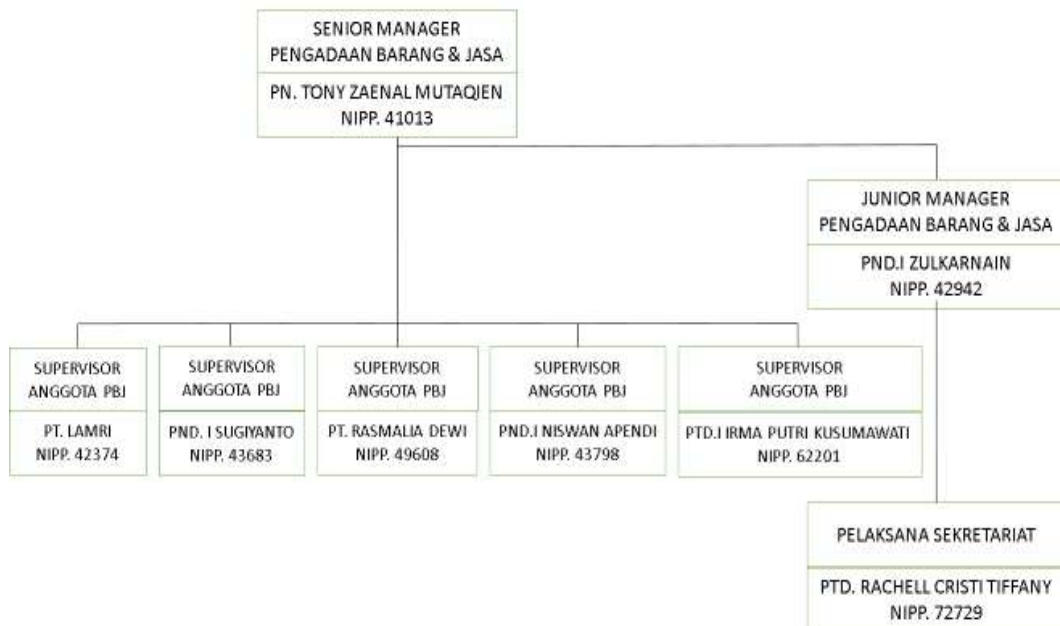 SENIOR MANAGER
PENGADAAN BARANG & JASA
PN. TONY ZAENAL MUTAQIEN
NIPP. 41013
JUNIOR MANAGER
PENGADAAN BARANG & JASA
PND.I ZULKARNAIN
NIPP. 42942
SUPERVISOR
ANGGOTA PBJ
PT. LAMRI
NIPP. 42374
SUPERVISOR
ANGGOTA PBJ
PND. I SUGIYANTO
NIPP. 43683
SUPERVISOR
ANGGOTA PBJ
PT. RASMALIA DEWI
NIPP. 49608
SUPERVISOR
ANGGOTA PBJ
PND.I NISWAN APENDI
NIPP. 43798
SUPERVISOR
ANGGOTA PBJ
PTD.I IRMA PUTRI KUSUMAWATI
NIPP. 62201
PELAKSANA SEKRETARIAT
PTD. RACHELL CRISTI TIFFANY
NIPP. 72729